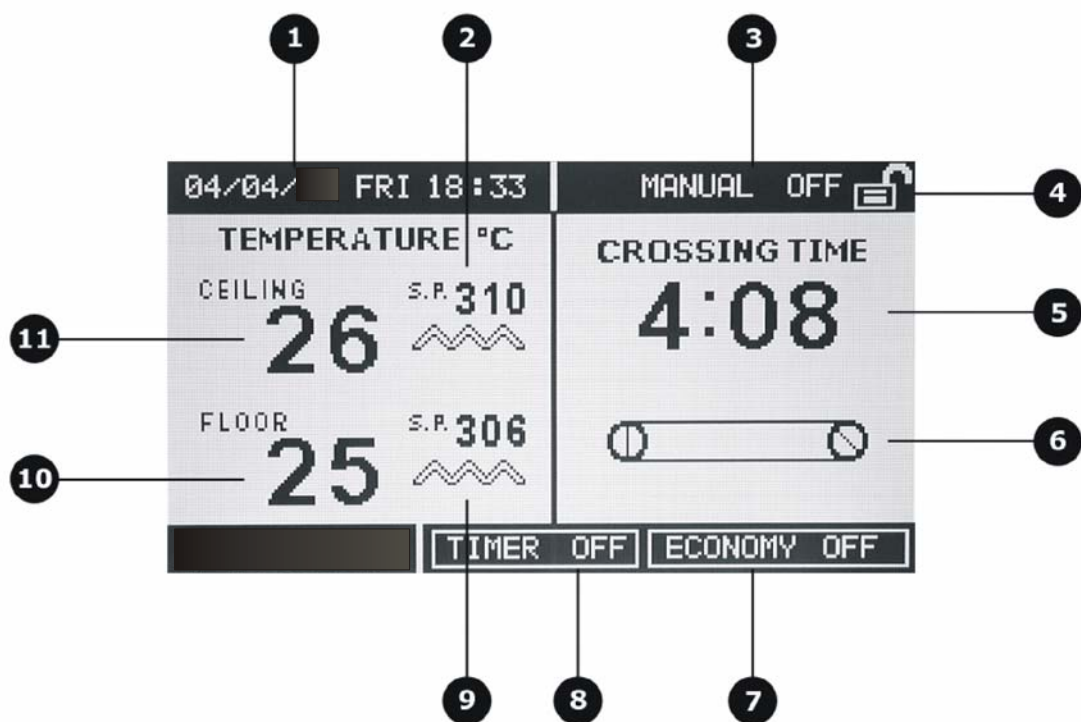 1 2 3
04/04/ FRI 18:33 MANUAL OFF
4
TEMPERATURE °C
CROSSING TIME
CEILING S.P. 310
26
4:08
5
11
FLOOR S.P. 306
25
6
10
TIMER OFF ECONOMY OFF
9 8 7